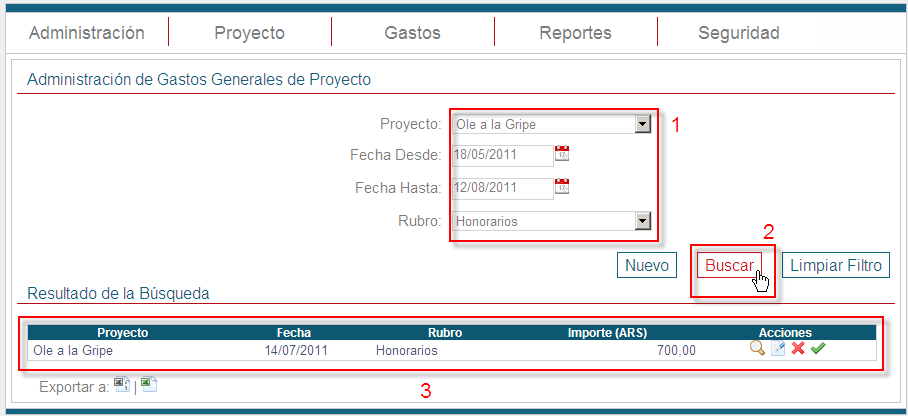 Administración Proyecto Gastos Reportes Seguridad
Administración de Gastos Generales de Proyecto
Proyecto: Ole a la Gripe 1
Fecha Desde: 18/05/2011
Fecha Hasta: 12/08/2011
Rubro: Honorarios
2
Nuevo Buscar Limpiar Filtro
Resultado de la Búsqueda
Proyecto Fecha Rubro Importe (ARS) Acciones
Ole a la Gripe 14/07/2011 Honorarios 700,00
Exportar a: |
3